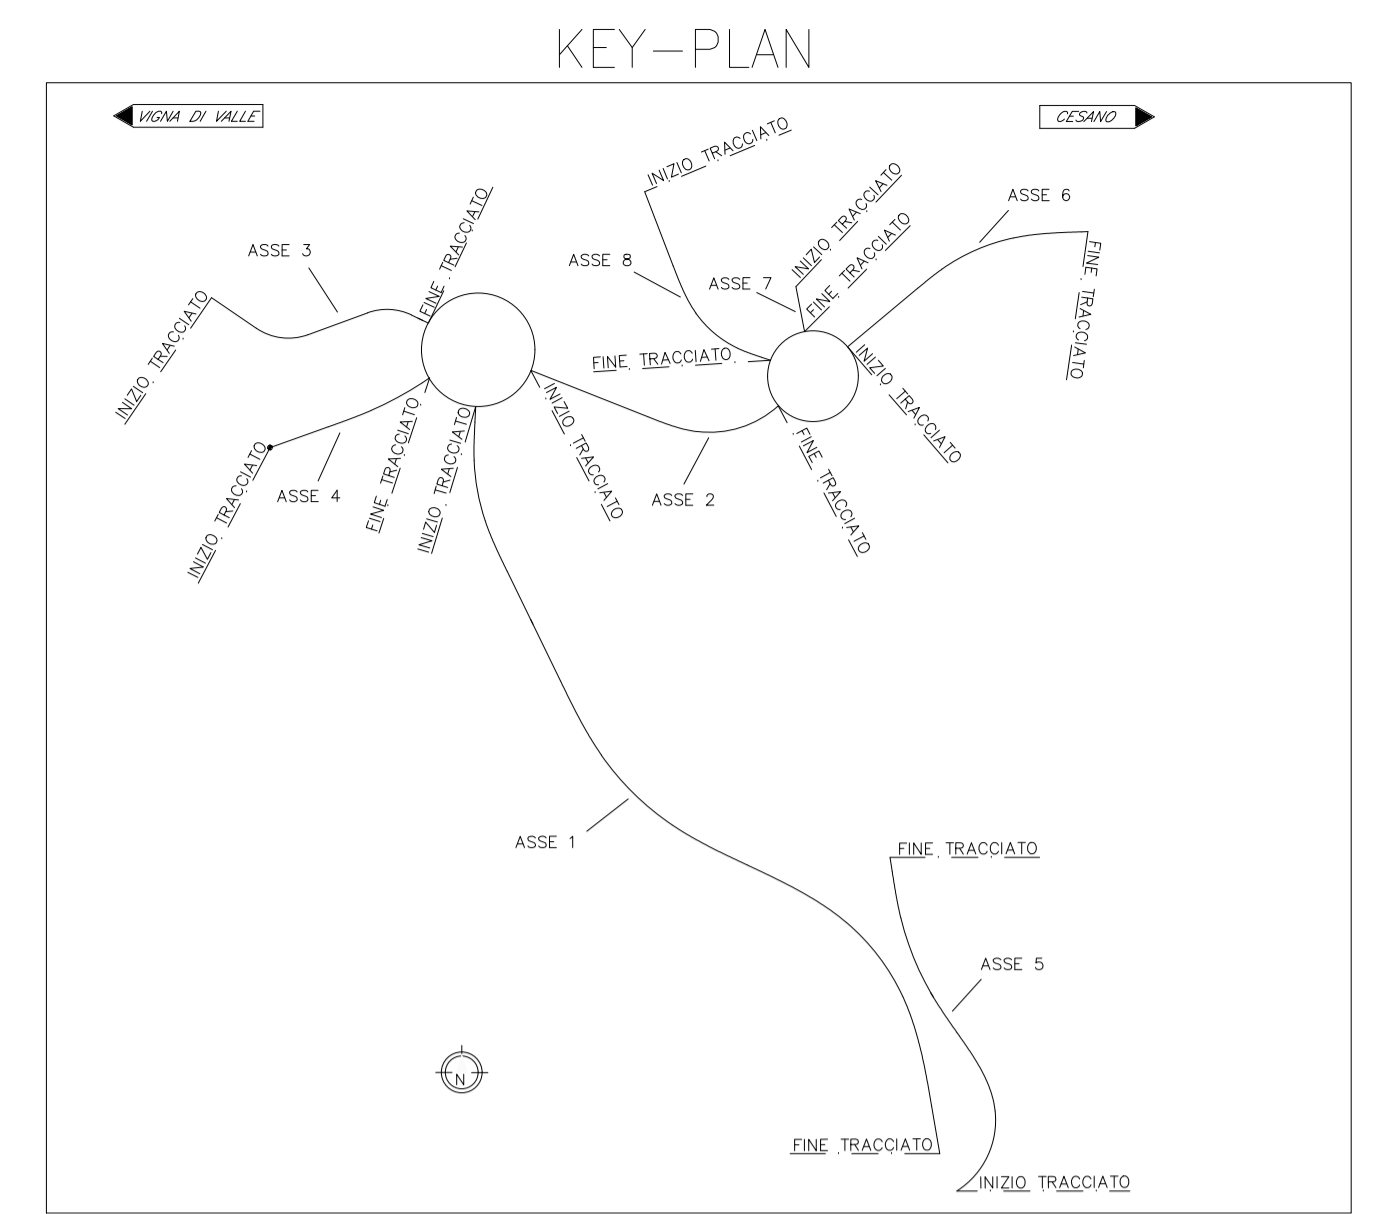 KEY-PLAN
VIGNA DI VALLE
CESANO
INIZIO TRACCIATO
INIZIO TRACCIATO
FINE TRACCIATO
ASSE 6
FINE TRACCIATO
ASSE 3
ASSE 8
ASSE 7
FINE TRACCIATO
INIZIO TRACCIATO
FINE TRACCIATO
INIZIO TRACCIATO
INIZIO TRACCIATO
FINE TRACCIATO
INIZIO TRACCIATO
FINE TRACCIATO
INIZIO TRACCIATO
ASSE 4
ASSE 2
ASSE 1
FINE TRACCIATO
ASSE 5
N
FINE TRACCIATO
INIZIO TRACCIATO